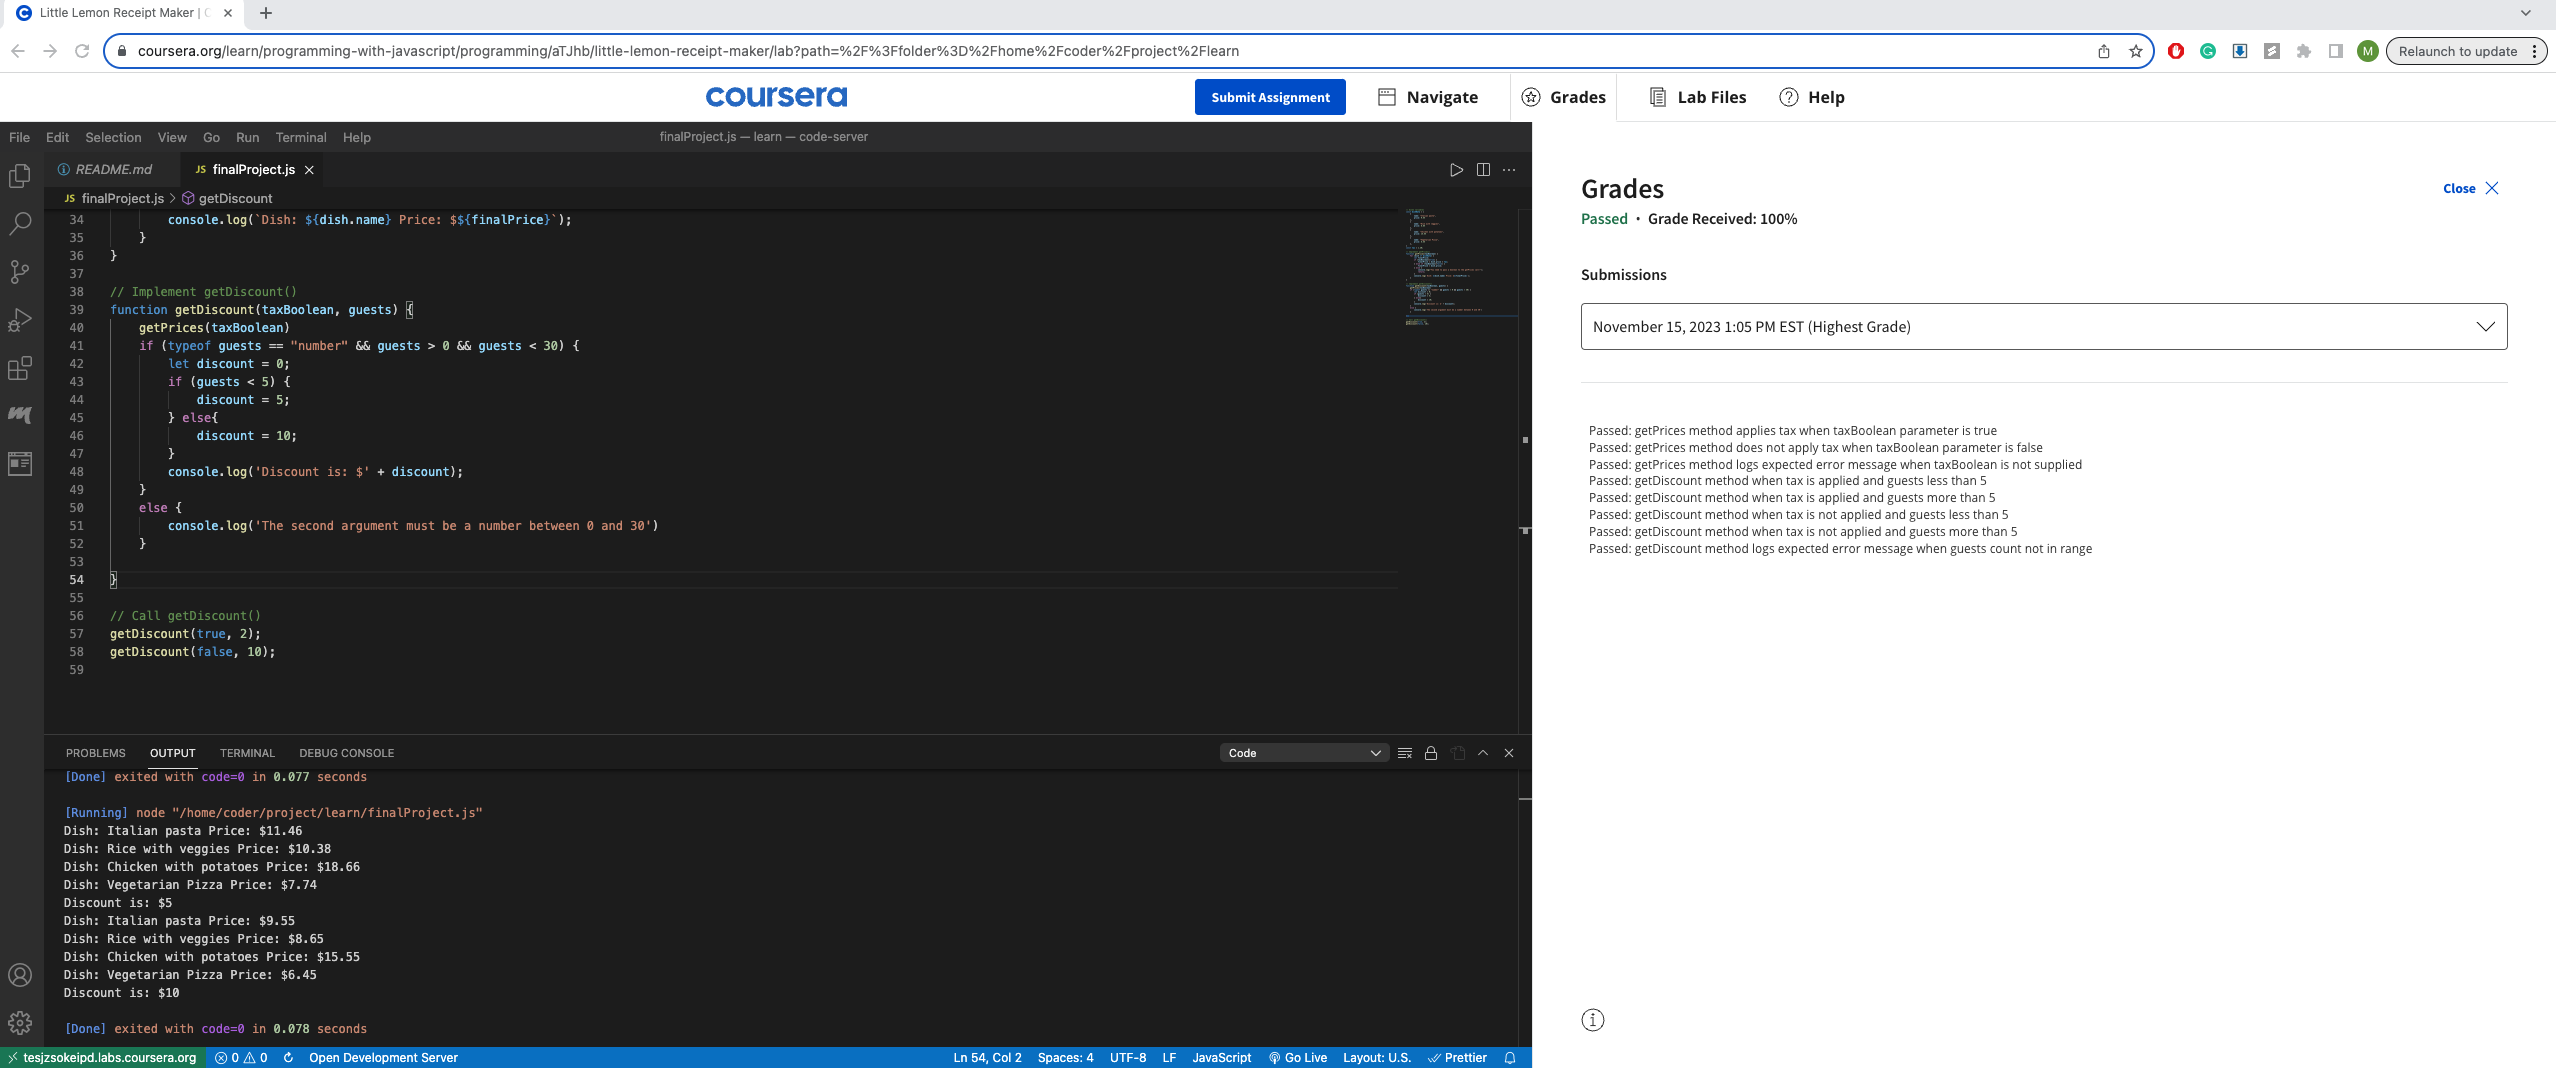 Little Lemon Receipt Maker | C
coursera.org/learn/programming-with-javascript/programming/aTJhb/little-lemon-receipt-maker/lab?path=%2F%3Ffolder%3D%2Fhome%2Fcoder%2Fproject%2Flearn
M
Relaunch to update
coursera
Submit Assignment
Navigate
Grades
Lab Files
Help
File Edit Selection View Go Run Terminal Help
finalProject.js — learn — code-server
README.md
JS finalProject.js
JS finalProject.js > getDiscount
34 console.log(`Dish: ${dish.name} Price: $${finalPrice}`);
35 }
36 }
37
38 // Implement getDiscount()
39 function getDiscount(taxBoolean, guests) {
40 getPrices(taxBoolean)
41 if (typeof guests == "number" && guests > 0 && guests < 30) {
42 let discount = 0;
43 if (guests < 5) {
44 discount = 5;
45 } else{
46 discount = 10;
47 }
48 console.log('Discount is: $' + discount);
49 }
50 else {
51 console.log('The second argument must be a number between 0 and 30')
52 }
53
54 }
55
56 // Call getDiscount()
57 getDiscount(true, 2);
58 getDiscount(false, 10);
59
PROBLEMS OUTPUT TERMINAL DEBUG CONSOLE
Code
[Done] exited with code=0 in 0.077 seconds
[Running] node "/home/coder/project/learn/finalProject.js"
Dish: Italian pasta Price: $11.46
Dish: Rice with veggies Price: $10.38
Dish: Chicken with potatoes Price: $18.66
Dish: Vegetarian Pizza Price: $7.74
Discount is: $5
Dish: Italian pasta Price: $9.55
Dish: Rice with veggies Price: $8.65
Dish: Chicken with potatoes Price: $15.55
Dish: Vegetarian Pizza Price: $6.45
Discount is: $10
[Done] exited with code=0 in 0.078 seconds
tesjzsokeipd.labs.coursera.org 0 0 Open Development Server
Ln 54, Col 2 Spaces: 4 UTF-8 LF JavaScript Go Live Layout: U.S. Prettier
Grades
Close
Passed • Grade Received: 100%
Submissions
November 15, 2023 1:05 PM EST (Highest Grade)
Passed: getPrices method applies tax when taxBoolean parameter is true
Passed: getPrices method does not apply tax when taxBoolean parameter is false
Passed: getPrices method logs expected error message when taxBoolean is not supplied
Passed: getDiscount method when tax is applied and guests less than 5
Passed: getDiscount method when tax is applied and guests more than 5
Passed: getDiscount method when tax is not applied and guests less than 5
Passed: getDiscount method when tax is not applied and guests more than 5
Passed: getDiscount method logs expected error message when guests count not in range